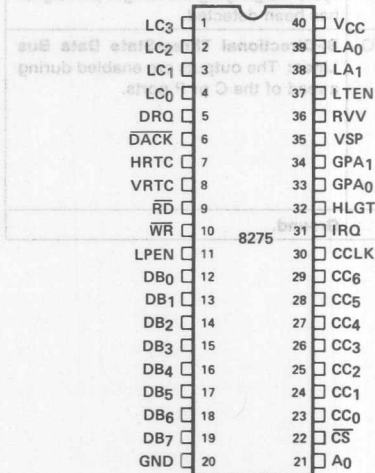 LC3 1 40 VCC
LC2 2 39 LA0
LC1 3 38 LA1
LC0 4 37 LTEN
DRQ 5 36 RVV
DACK 6 35 VSP
HRTC 7 34 GPA1
VRTC 8 33 GPA0
RD 9 32 HLGT
WR 10 31 IRQ
8275
LPEN 11 30 CCLK
DB0 12 29 CC6
DB1 13 28 CC5
DB2 14 27 CC4
DB3 15 26 CC3
DB4 16 25 CC2
DB5 17 24 CC1
DB6 18 23 CC0
DB7 19 22 CS
GND 20 21 A0